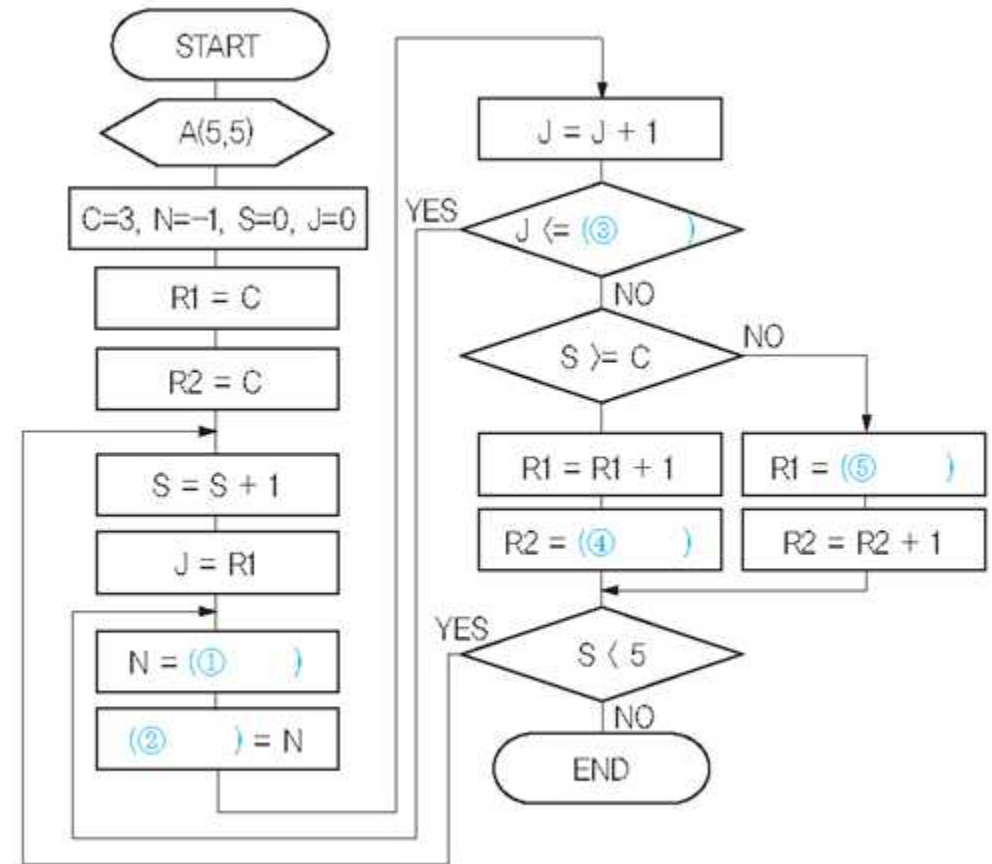 START
A(5,5)
C=3, N=-1, S=0, J=0
R1 = C
R2 = C
S = S + 1
J = R1
N = (① )
(② ) = N
J = J + 1
J <= (③ )
YES
NO
S >= C
NO
R1 = R1 + 1
R2 = (④ )
R1 = (⑤ )
R2 = R2 + 1
S < 5
YES
NO
END